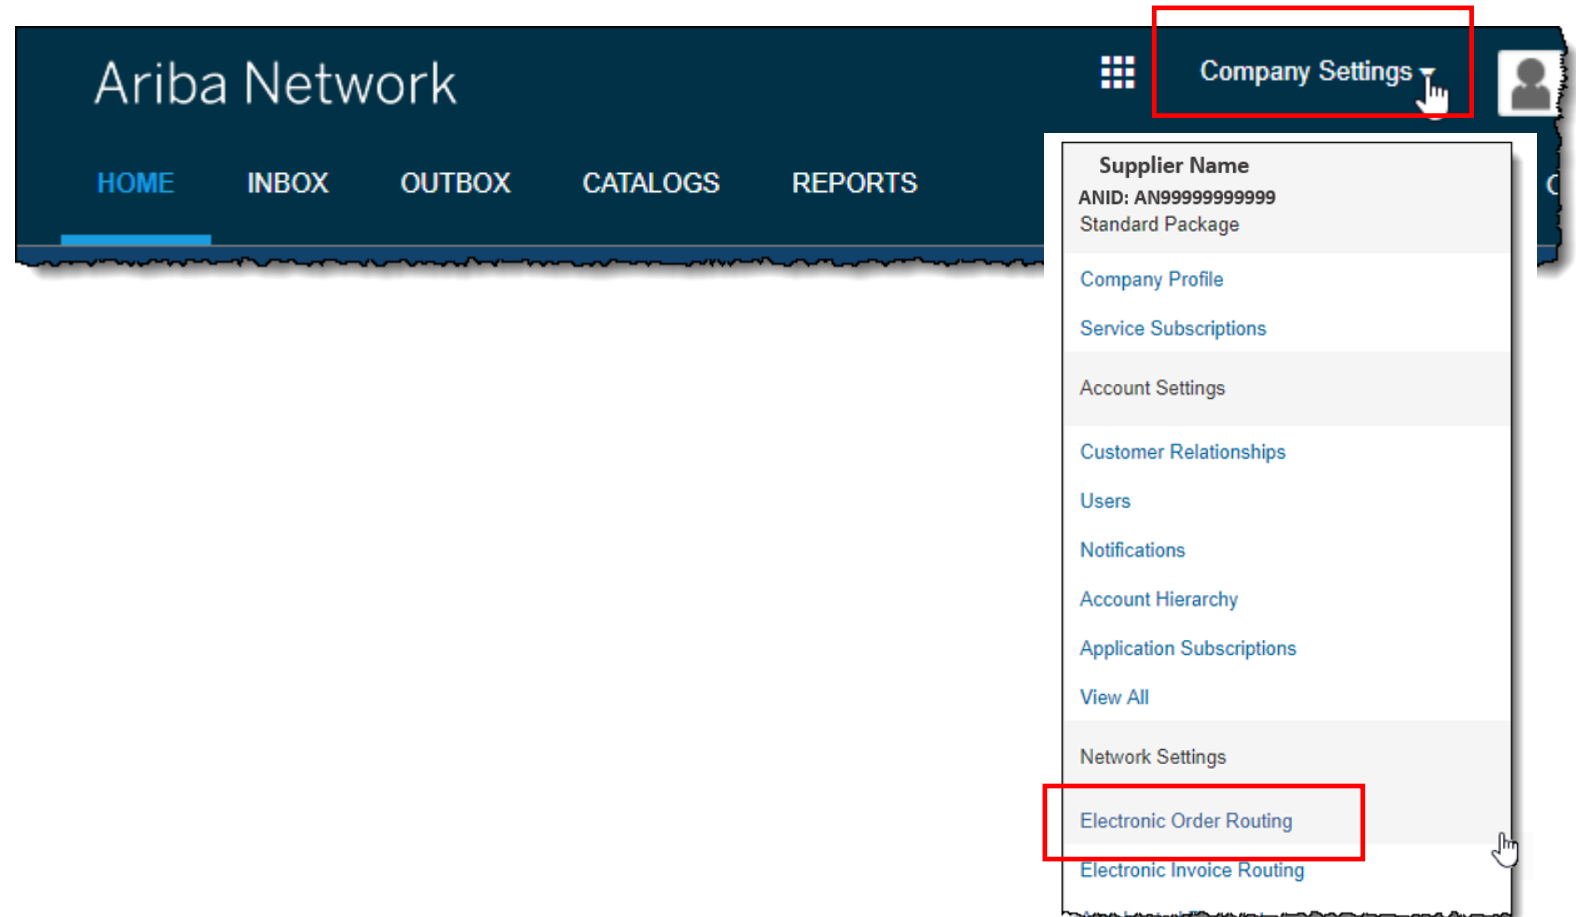 Ariba Network
Company Settings
HOME INBOX OUTBOX CATALOGS REPORTS
Supplier Name
ANID: AN99999999999
Standard Package
Company Profile
Service Subscriptions
Account Settings
Customer Relationships
Users
Notifications
Account Hierarchy
Application Subscriptions
View All
Network Settings
Electronic Order Routing
Electronic Invoice Routing